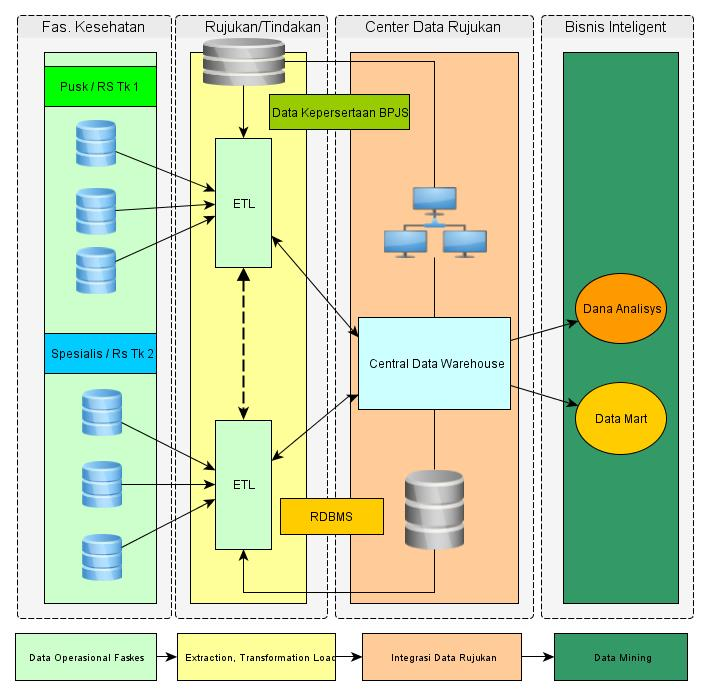 Fas. Kesehatan
Rujukan/Tindakan
Center Data Rujukan
Bisnis Inteligent
Pusk / RS Tk 1
Data Kepersertaan BPJS
ETL
Dana Analisys
Spesialis / Rs Tk 2
Central Data Warehouse
Data Mart
ETL
RDBMS
Data Operasional Faskes
Extraction, Transformation Load
Integrasi Data Rujukan
Data Mining